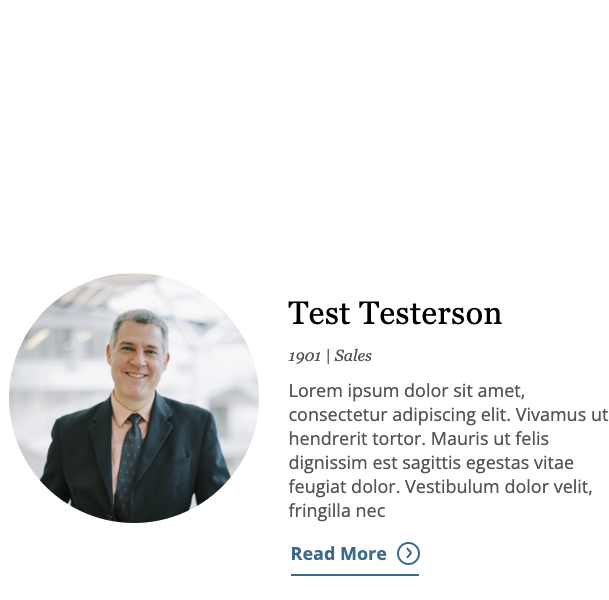 Test Testerson
1901 | Sales
Lorem ipsum dolor sit amet,
consectetur adipiscing elit. Vivamus ut
hendrerit tortor. Mauris ut felis
dignissim est sagittis egestas vitae
feugiat dolor. Vestibulum dolor velit,
fringilla nec
Read More